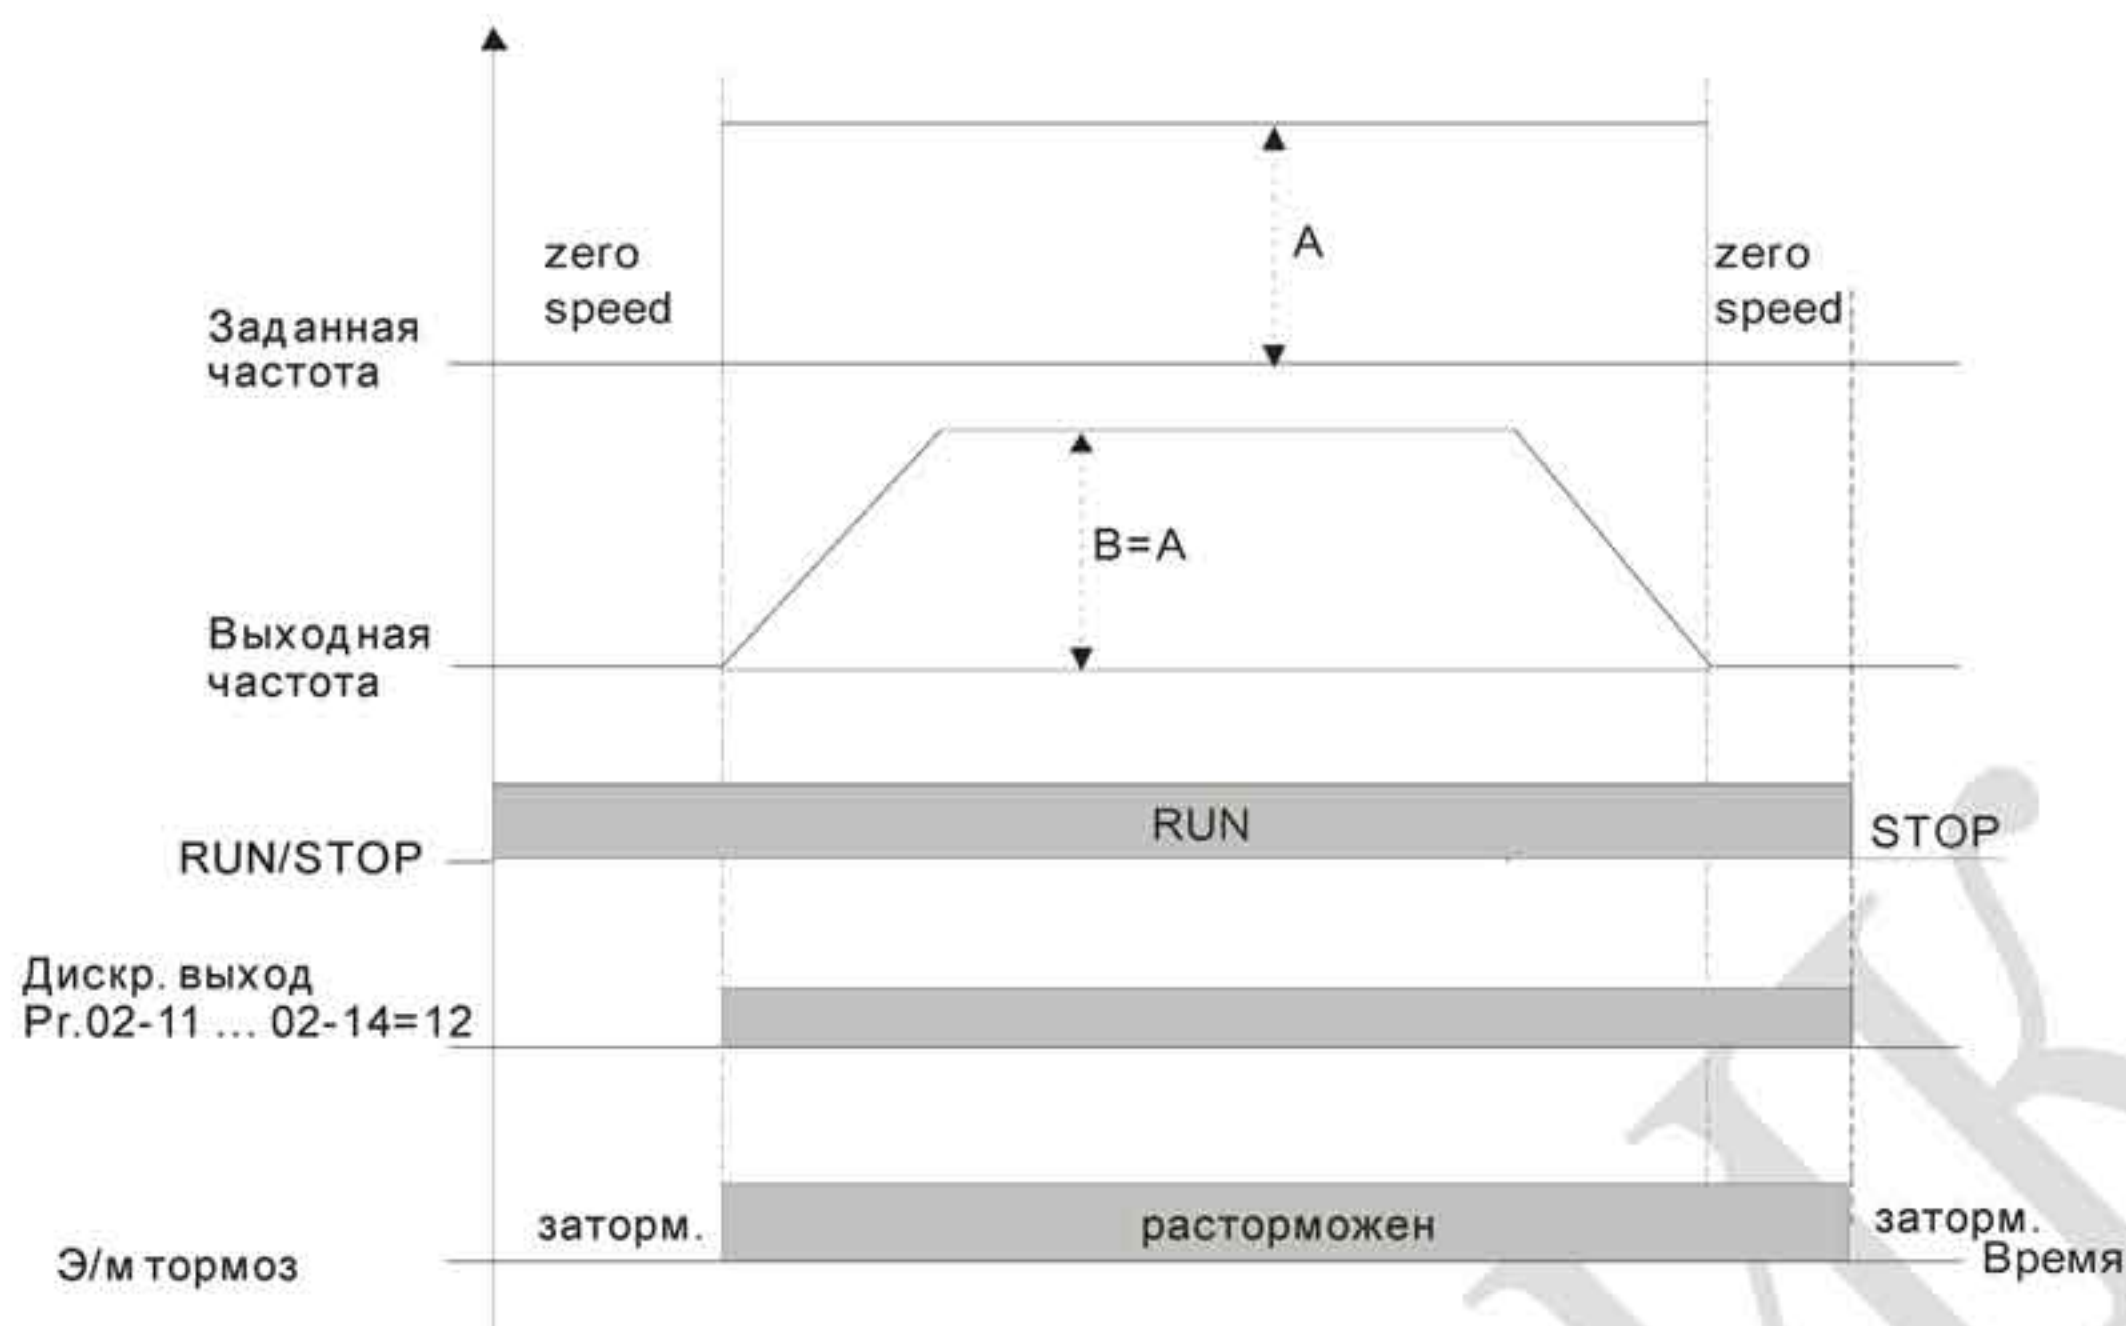 zero
speed
A
zero
speed
Заданная
частота
B=A
Выходная
частота
RUN
STOP
RUN/STOP
Дискр. выход
Pr.02-11 ... 02-14=12
заторм.
расторможен
заторм.
Э/м тормоз
Время